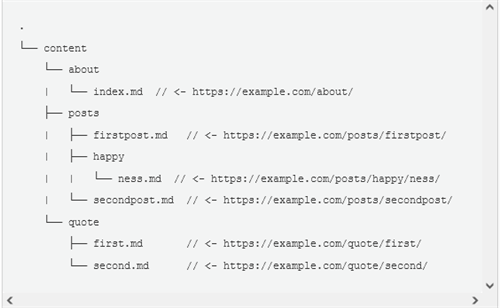 .
└── content
    └── about
    |   └── index.md  // <- https://example.com/about/
    ├── posts
    |   ├── firstpost.md   // <- https://example.com/posts/firstpost/
    |   ├── happy
    |   |   └── ness.md  // <- https://example.com/posts/happy/ness/
    |   └── secondpost.md  // <- https://example.com/posts/secondpost/
    └── quote
        ├── first.md       // <- https://example.com/quote/first/
        └── second.md      // <- https://example.com/quote/second/